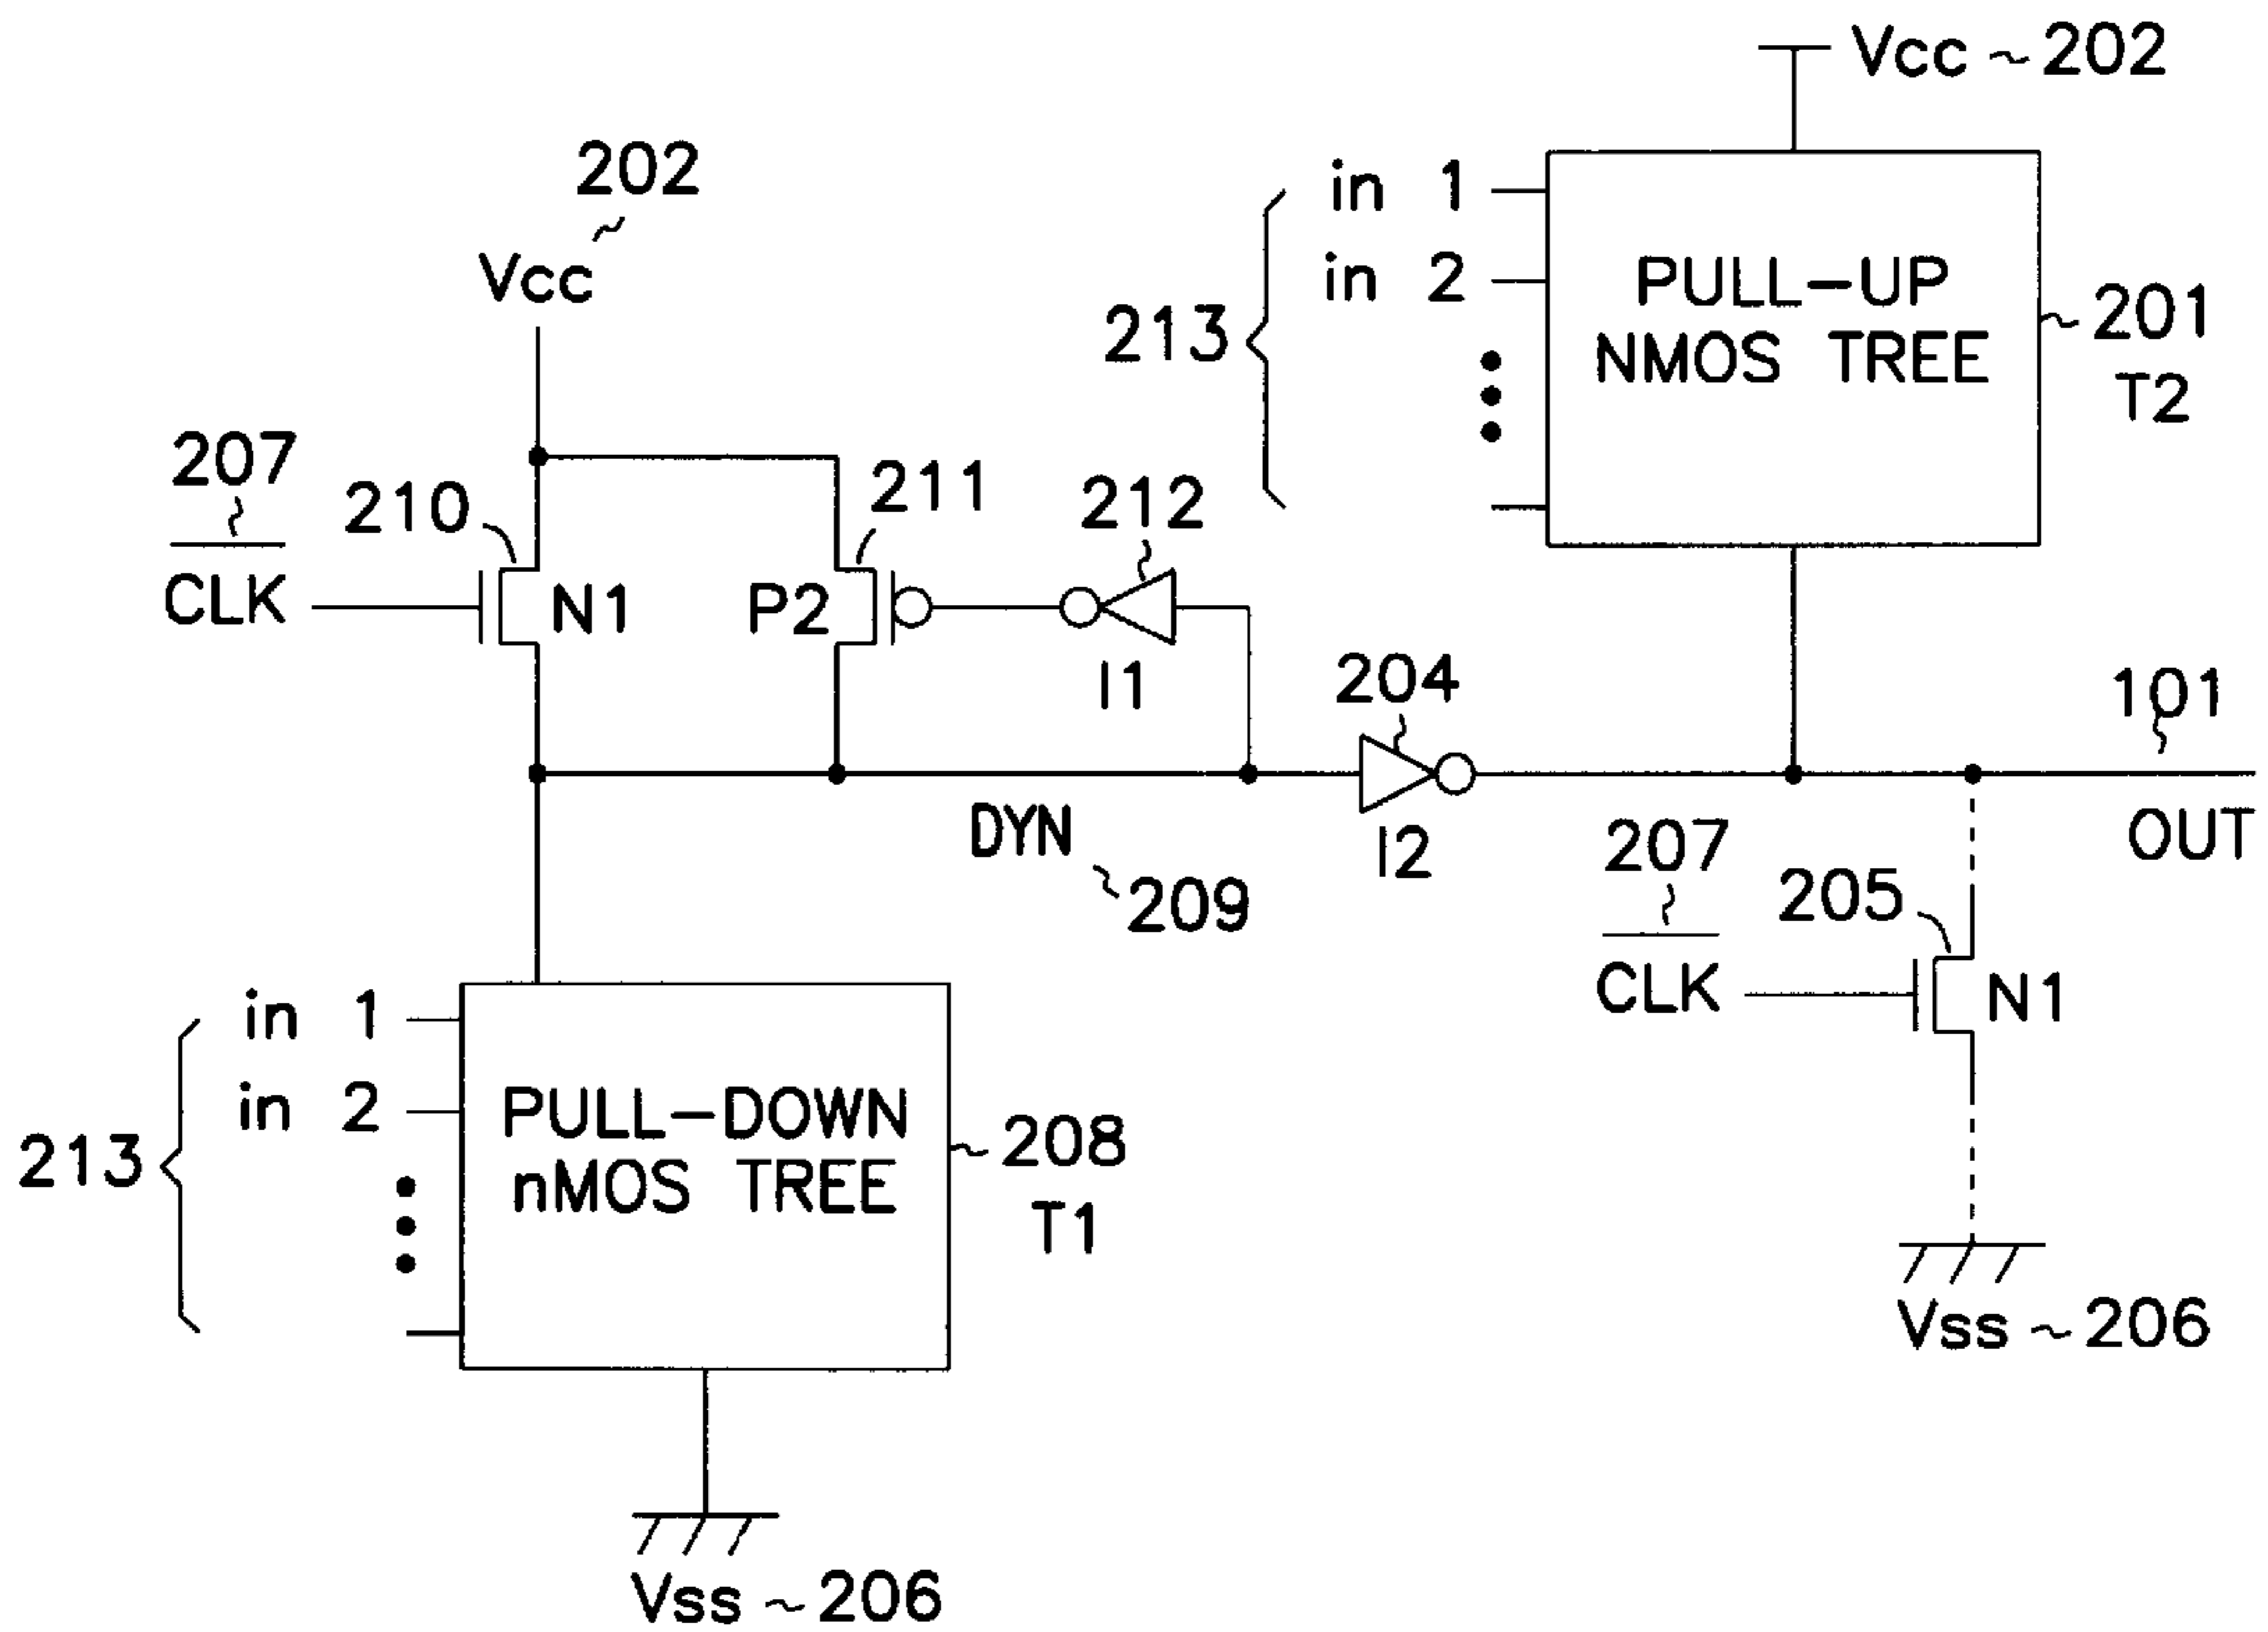 Vcc ~202
202
Vcc
in 1
in 2
213
PULL-UP
NMOS TREE
201
T2
207
CLK
210
N1
211
P2
212
I1
204
I2
101
OUT
DYN
209
207
CLK
205
N1
Vss ~206
in 1
in 2
213
PULL-DOWN
nMOS TREE
208
T1
Vss ~206